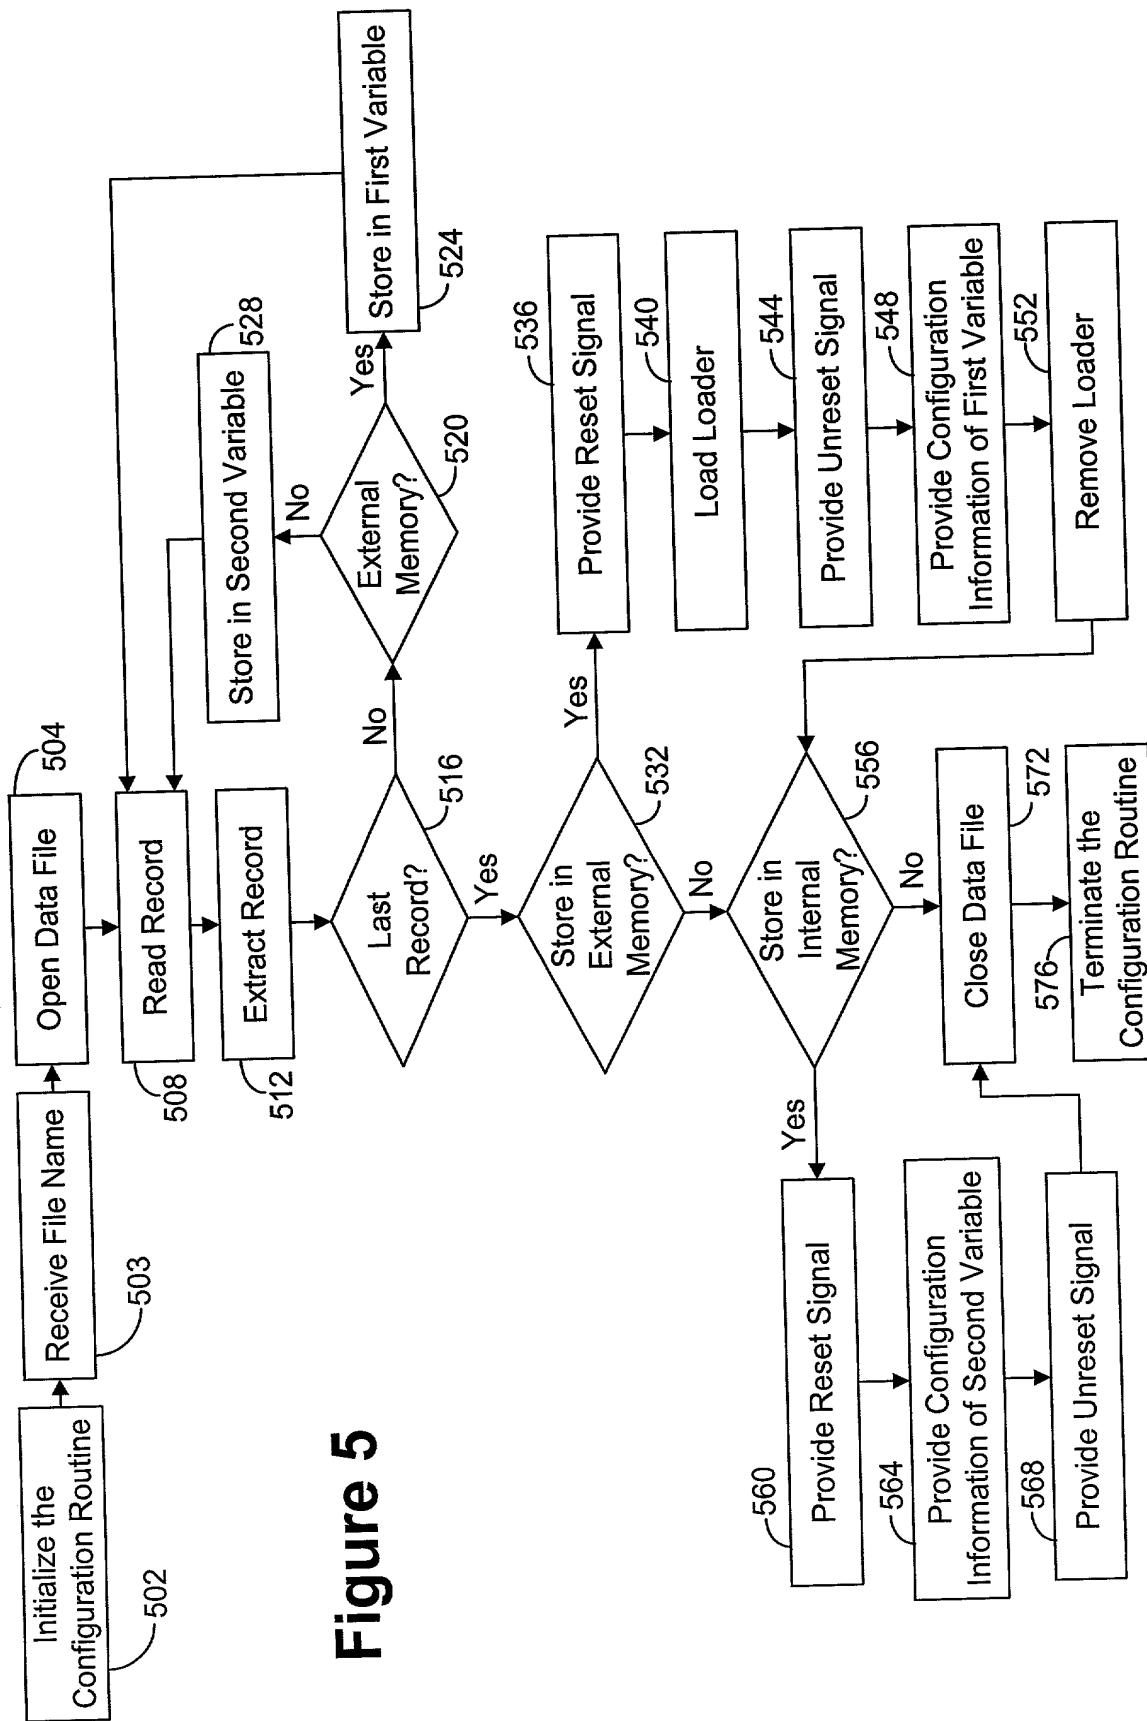 Initialize the
Configuration Routine
502
Receive File Name
503
Open Data File
504
Read Record
508
Extract Record
512
Last
Record?
516
No
Yes
External
Memory?
520
No
Yes
Store in Second Variable
528
Store in First Variable
524
Store in
External
Memory?
532
Yes
No
Provide Reset Signal
536
Load Loader
540
Provide Unreset Signal
544
Provide Configuration
Information of First Variable
548
Remove Loader
552
Store in
Internal
Memory?
556
Yes
No
Provide Reset Signal
560
Provide Configuration
Information of Second Variable
564
Provide Unreset Signal
568
Close Data File
572
Terminate the
Configuration Routine
576
Figure 5